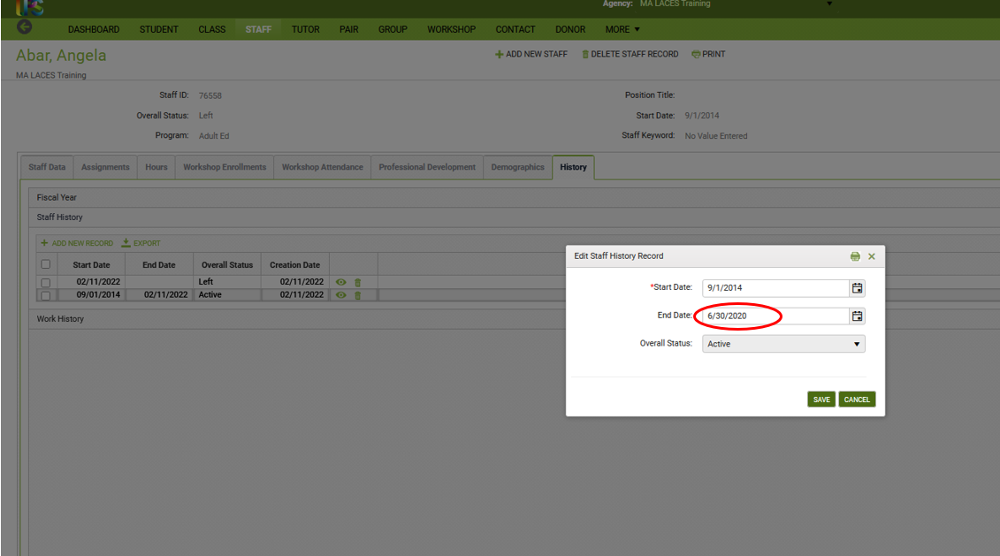 Agency: MA LACES Training
DASHBOARD STUDENT CLASS STAFF TUTOR PAIR GROUP WORKSHOP CONTACT DONOR MORE
Abar, Angela
ADD NEW STAFF DELETE STAFF RECORD PRINT
MA LACES Training
Staff ID: 76558 Position Title:
Overall Status: Left Start Date: 9/1/2014
Program: Adult Ed Staff Keyword: No Value Entered
Staff Data Assignments Hours Workshop Enrollments Workshop Attendance Professional Development Demographics History
Fiscal Year
Staff History
ADD NEW RECORD EXPORT
Start Date End Date Overall Status Creation Date
02/11/2022 Left 02/11/2022
09/01/2014 02/11/2022 Active 02/11/2022
Work History
Edit Staff History Record
*Start Date: 9/1/2014
End Date: 6/30/2020
Overall Status: Active
SAVE CANCEL